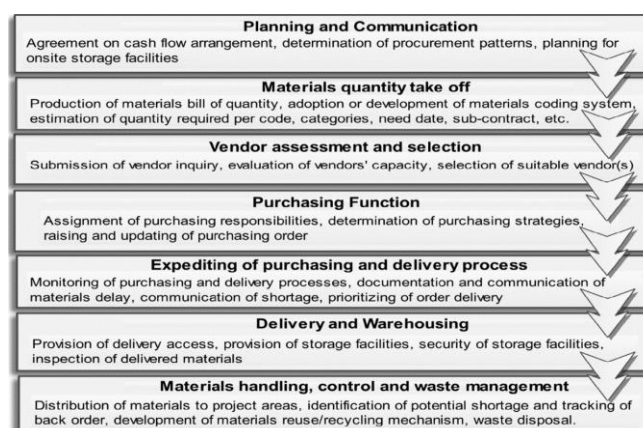 Planning and Communication
Agreement on cash flow arrangement, determination of procurement patterns, planning for
onsite storage facilities
Materials quantity take off
Production of materials bill of quantity, adoption or development of materials coding system,
estimation of quantity required per code, categories, need date, sub-contract, etc.
Vendor assessment and selection
Submission of vendor inquiry, evaluation of vendors' capacity, selection of suitable vendor(s)
Purchasing Function
Assignment of purchasing responsibilities, determination of purchasing strategies,
raising and updating of purchasing order
Expediting of purchasing and delivery process
Monitoring of purchasing and delivery processes, documentation and communication of
materials delay, communication of shortage, prioritizing of order delivery
Delivery and Warehousing
Provision of delivery access, provision of storage facilities, security of storage facilities,
inspection of delivered materials
Materials handling, control and waste management
Distribution of materials to project areas, identification of potential shortage and tracking of
back order, development of materials reuse/recycling mechanism, waste disposal.